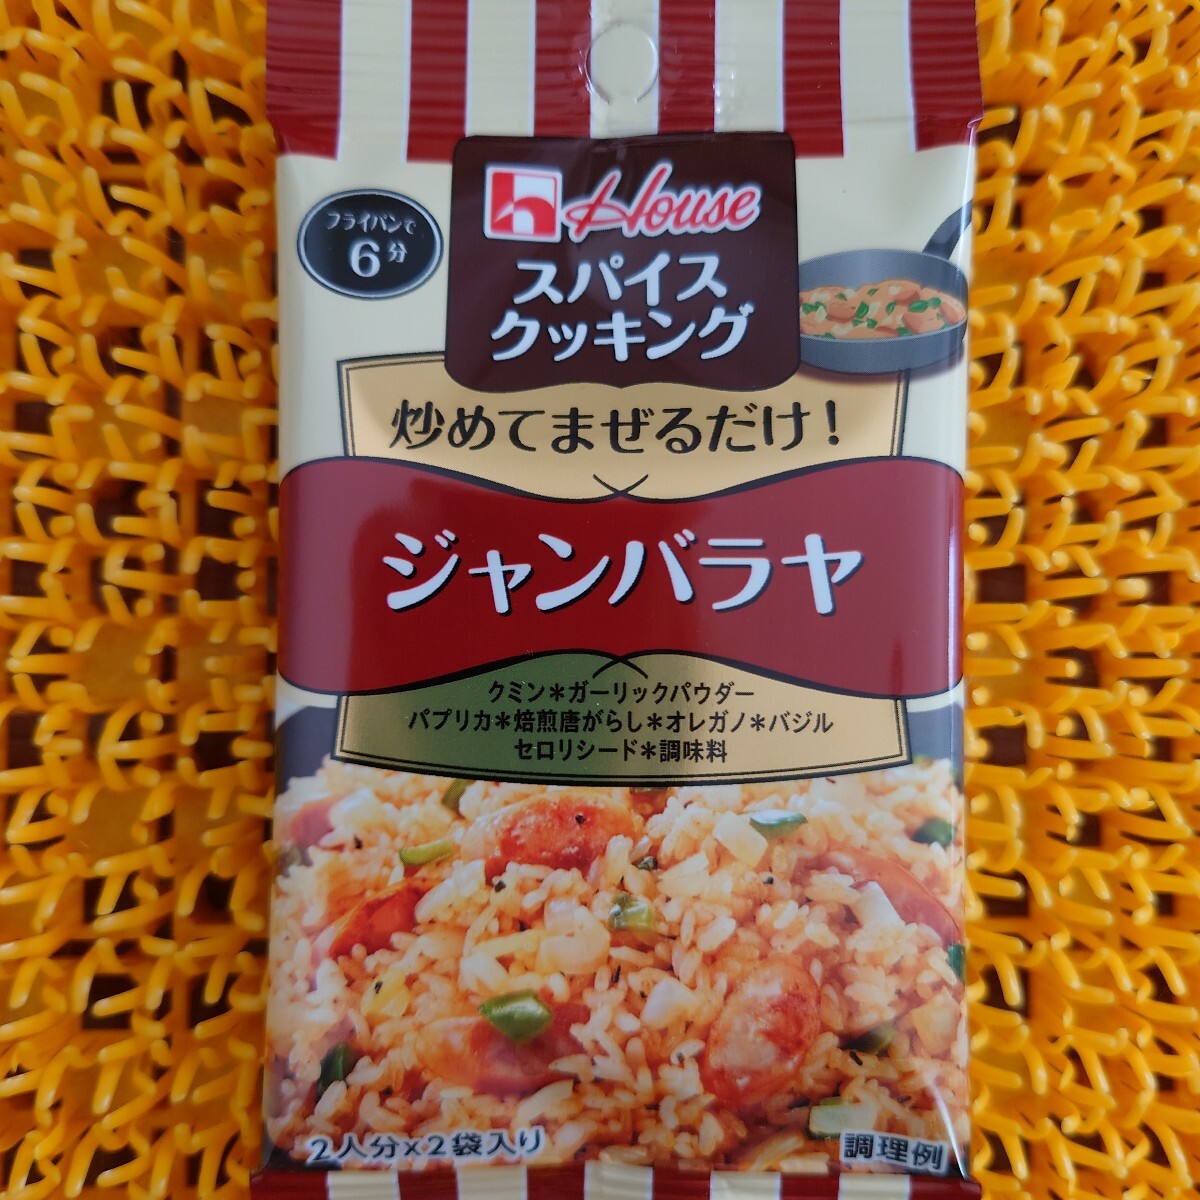 フライパンで
6分
House
スパイス
クッキング
炒めてまぜるだけ!
ジャンバラヤ
クミン*ガーリックパウダー
パプリカ*焙煎唐がらし*オレガノ*バジル
セロリシード*調味料
2人分×2袋入り
調理例